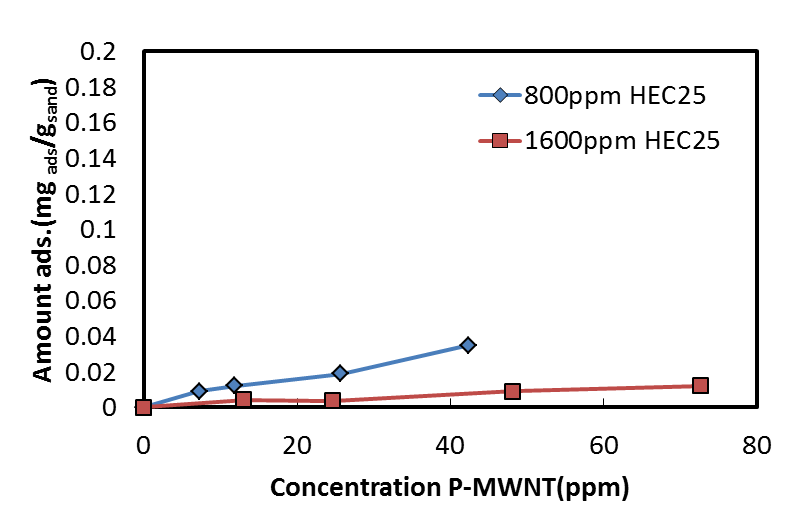 0.2
0.18
0.16
0.14
0.12
0.1
0.08
0.06
0.04
0.02
0
Amount ads.(mg ads/gsand)
800ppm HEC25
1600ppm HEC25
0 20 40 60 80
Concentration P-MWNT(ppm)